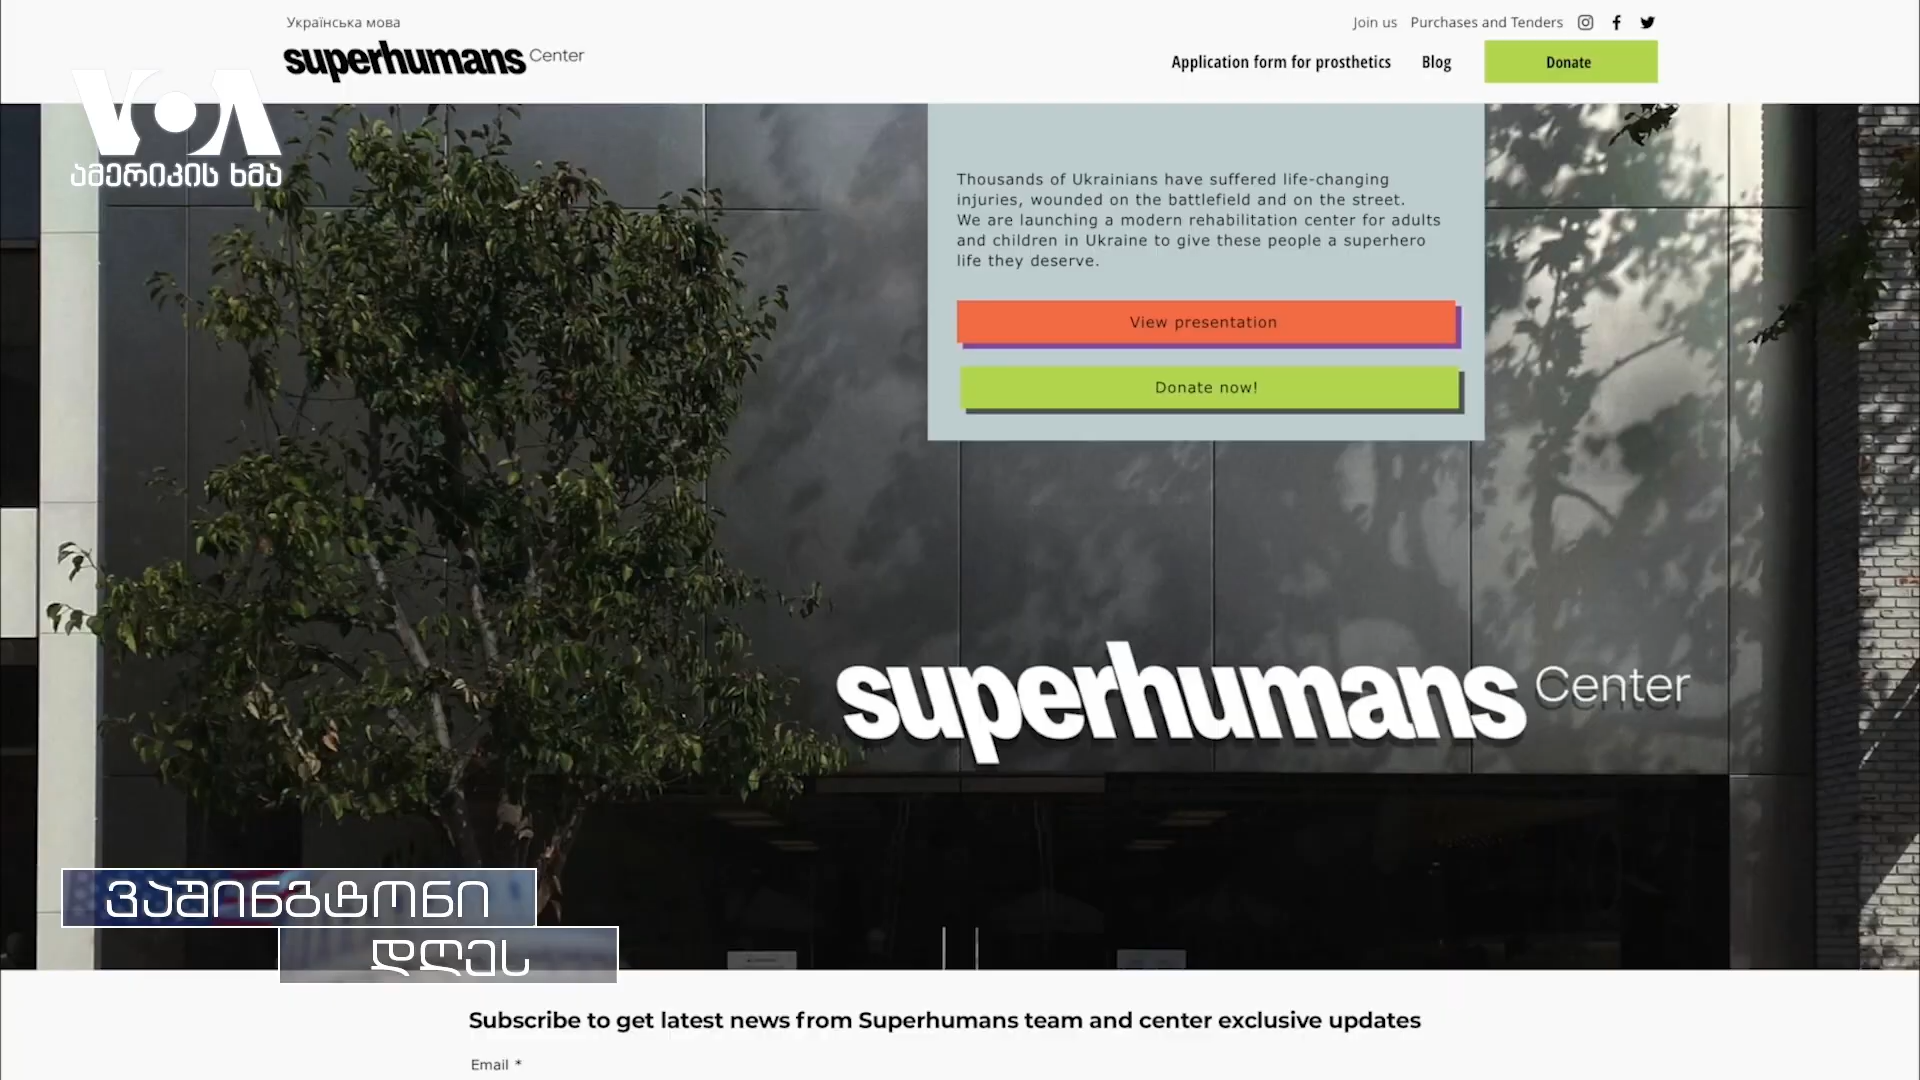 Українська мова
Join us Purchases and Tenders
superhumans Center
Application form for prosthetics Blog Donate
VOA
ამერიკის ხმა
Thousands of Ukrainians have suffered life-changing
injuries, wounded on the battlefield and on the street.
We are launching a modern rehabilitation center for adults
and children in Ukraine to give these people a superhero
life they deserve.
View presentation
Donate now!
superhumans Center
ვაშინგტონი
დღეს
Subscribe to get latest news from Superhumans team and center exclusive updates
Email *